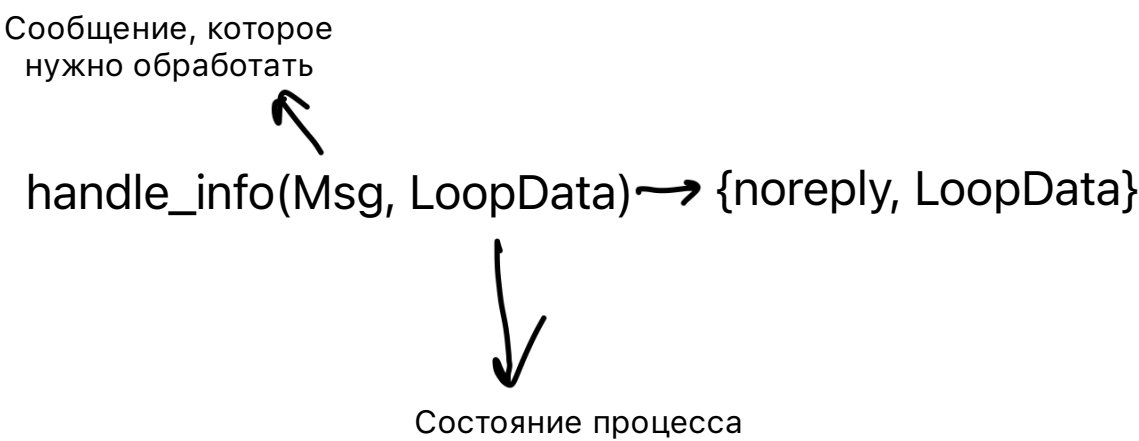 Сообщение, которое
нужно обработать
handle_info(Msg, LoopData) → {noreply, LoopData}
Состояние процесса